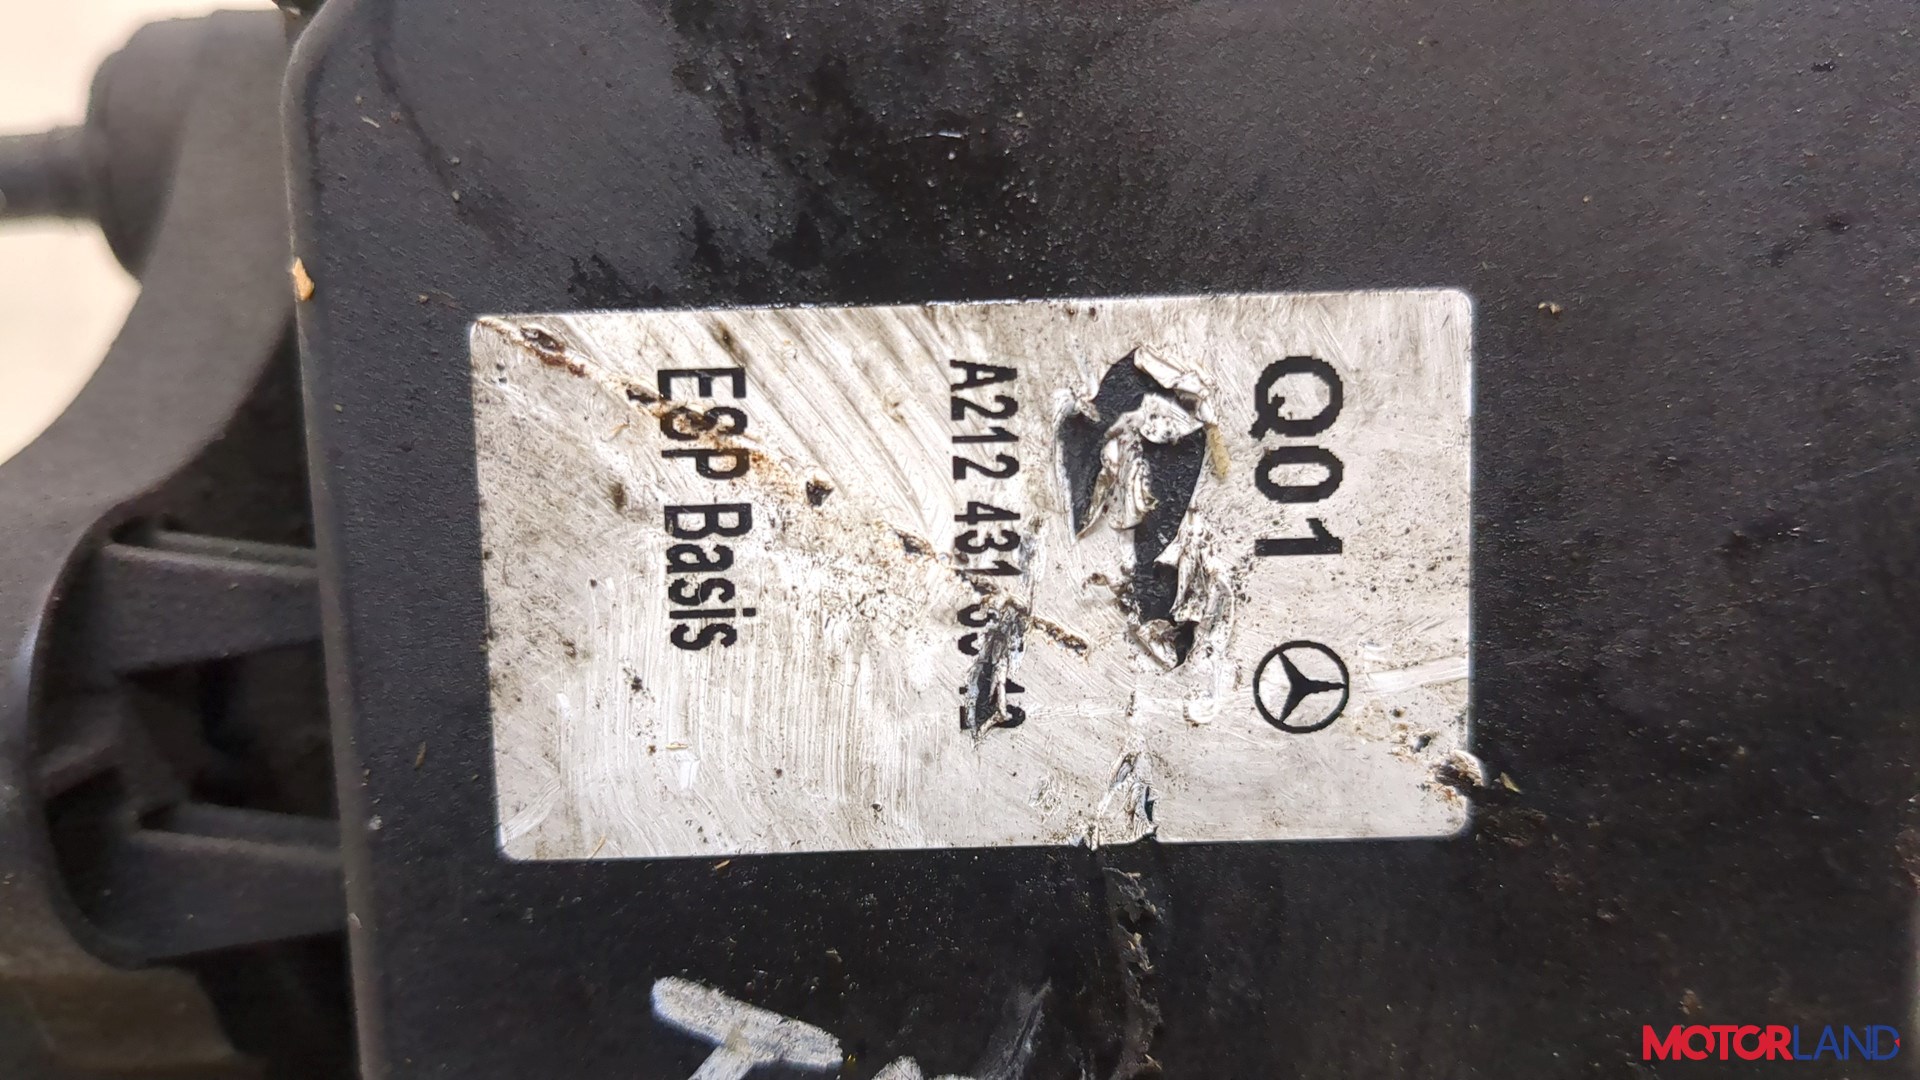 Q01
A212 431
ESP Basis
MOTORLAND